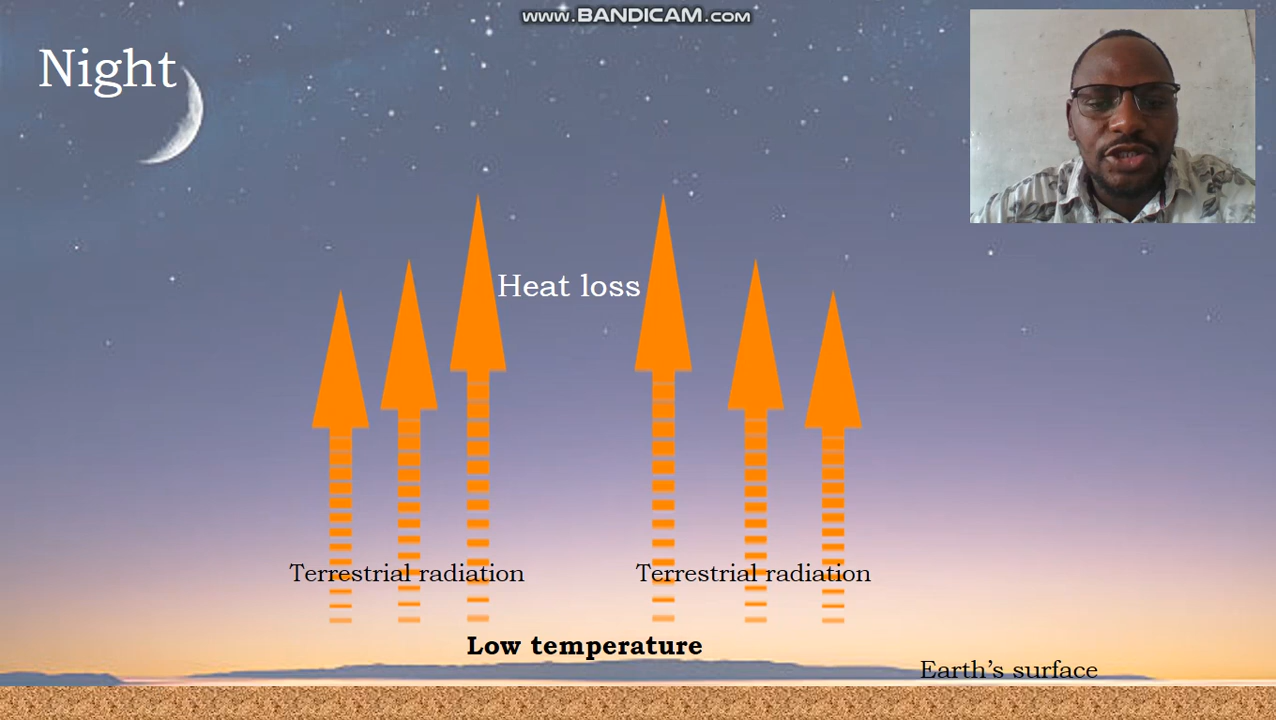 www.BANDICAM.com
Night
Heat loss
Terrestrial radiation
Terrestrial radiation
Low temperature
Earth’s surface